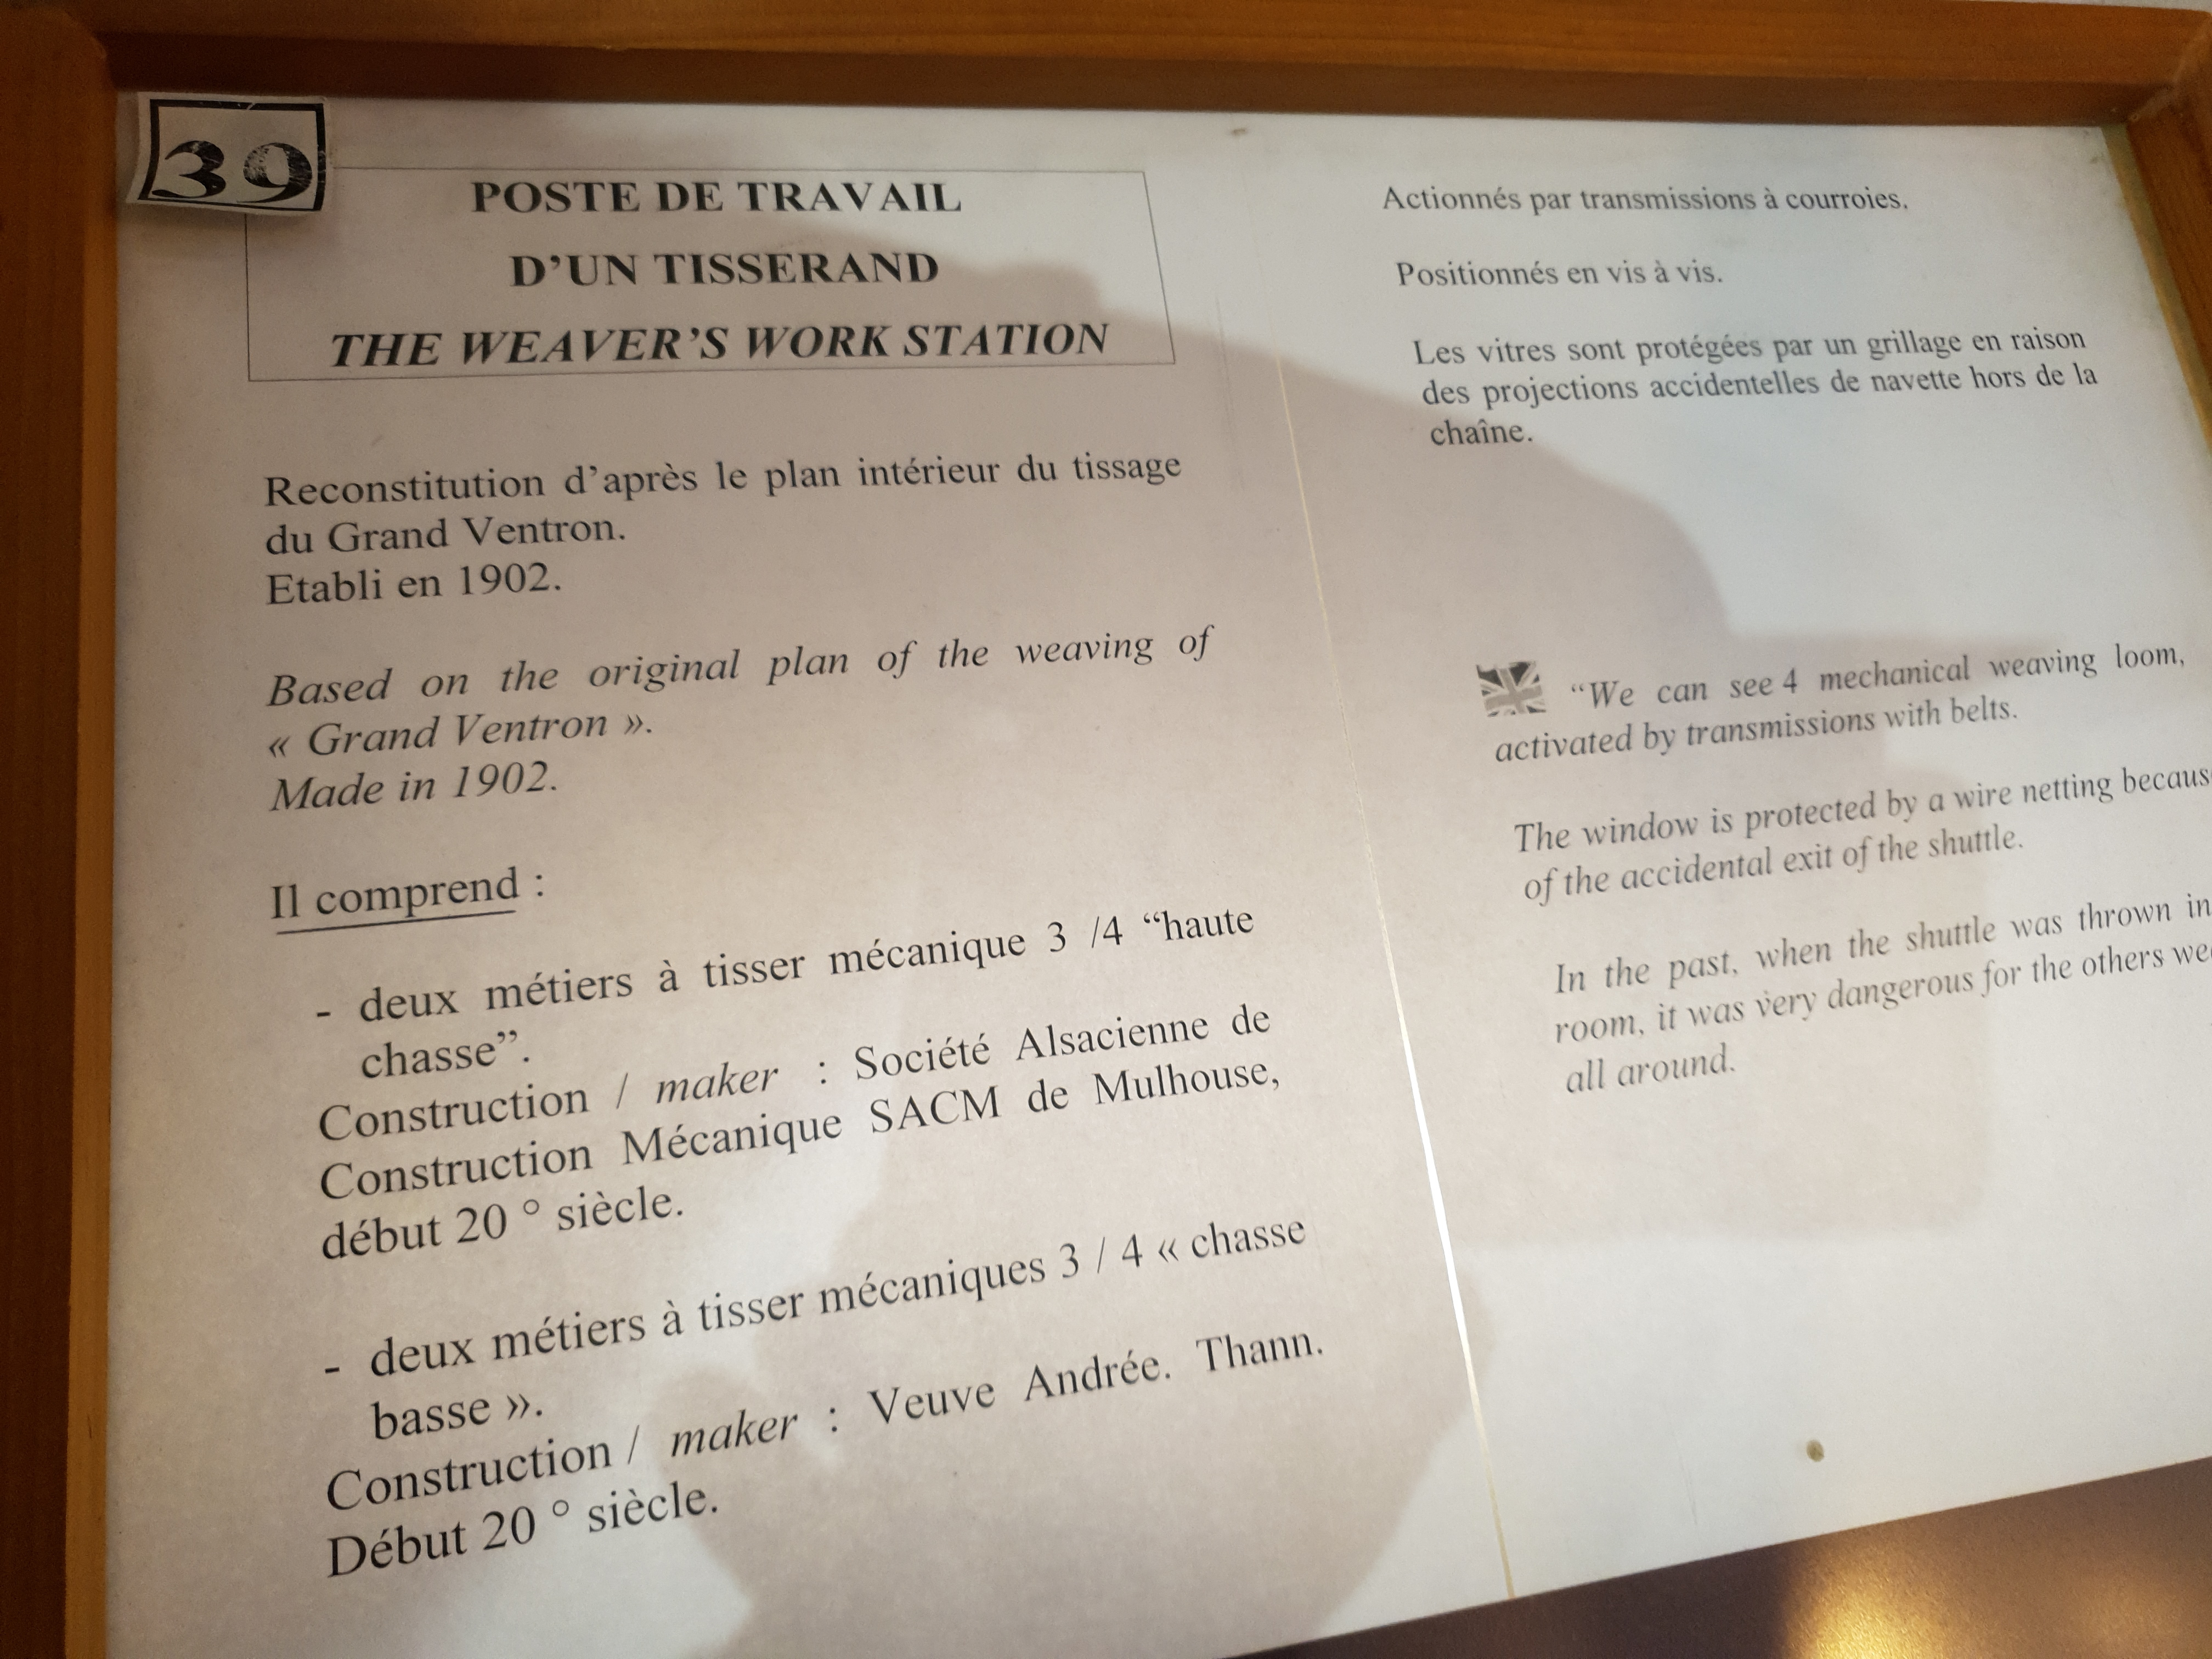 39
POSTE DE TRAVAIL
D'UN TISSERAND
THE WEAVER'S WORK STATION
Reconstitution d'après le plan intérieur du tissage
du Grand Ventron.
Etabli en 1902.
Based on the original plan of the weaving of
« Grand Ventron ».
Made in 1902.
Il comprend :
- deux métiers à tisser mécanique 3 /4 “haute
chasse”.
Construction / maker : Société Alsacienne de
Construction Mécanique SACM de Mulhouse,
début 20 ° siècle.
- deux métiers à tisser mécaniques 3 / 4 « chasse
basse ».
Construction / maker : Veuve Andrée. Thann.
Début 20 ° siècle.
Actionnés par transmissions à courroies.
Positionnés en vis à vis.
Les vitres sont protégées par un grillage en raison
des projections accidentelles de navette hors de la
chaîne.
“We can see 4 mechanical weaving loom,
activated by transmissions with belts.
The window is protected by a wire netting
of the accidental exit of the shuttle.
In the past, when the shuttle was thrown
room, it was very dangerous for the others
all around.